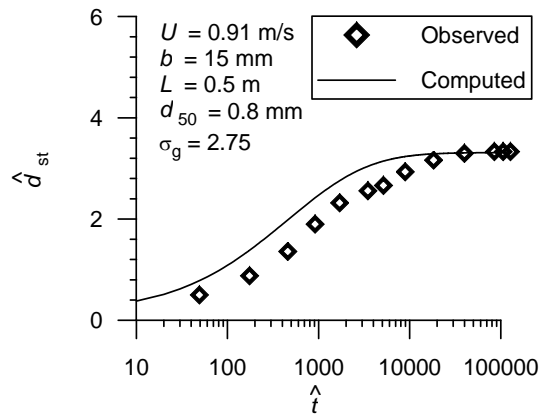 6
U = 0.91 m/s
b = 15 mm
L = 0.5 m
d 50 = 0.8 mm
σg = 2.75
Observed
Computed
4
d̂ st
2
0
10 100 1000 10000 100000
t̂